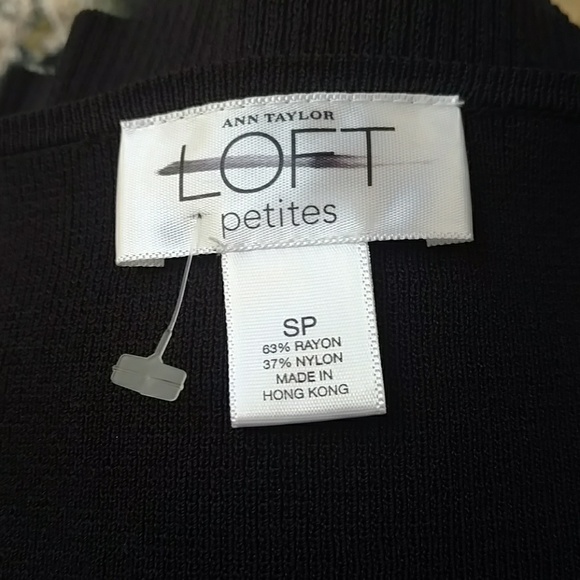 ANN TAYLOR
LOFT
petites
SP
63% RAYON
37% NYLON
MADE IN
HONG KONG